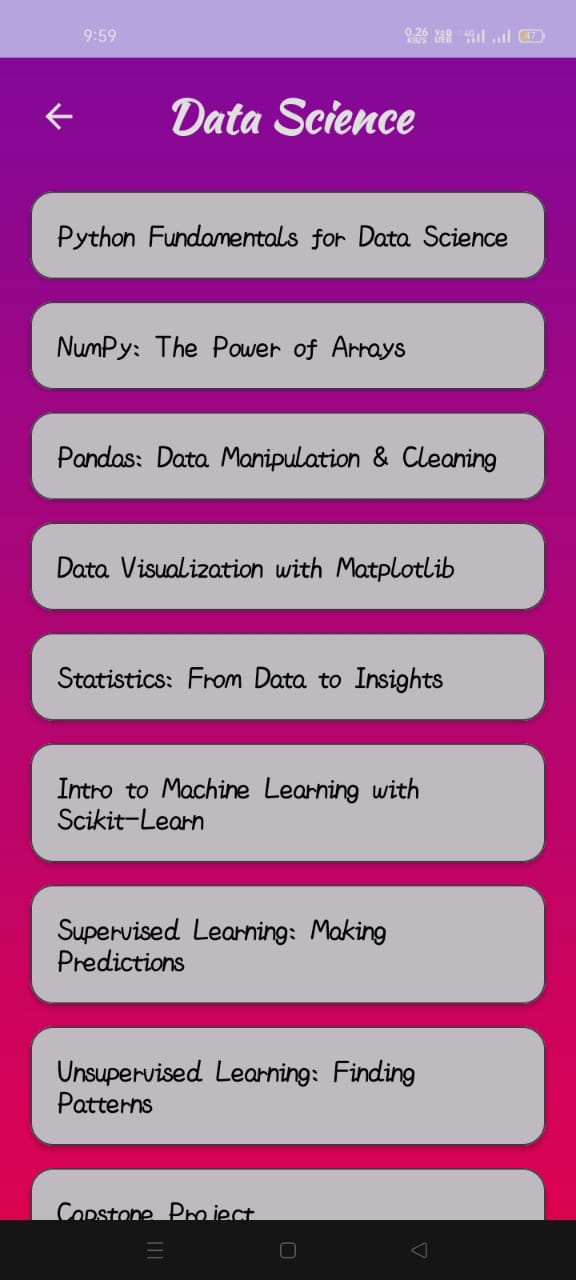 9:59
0.26 KB/S
4G
47
Data Science
Python Fundamentals for Data Science
NumPy: The Power of Arrays
Pandas: Data Manipulation & Cleaning
Data Visualization with Matplotlib
Statistics: From Data to Insights
Intro to Machine Learning with
Scikit-Learn
Supervised Learning: Making
Predictions
Unsupervised Learning: Finding
Patterns
Capstone Project